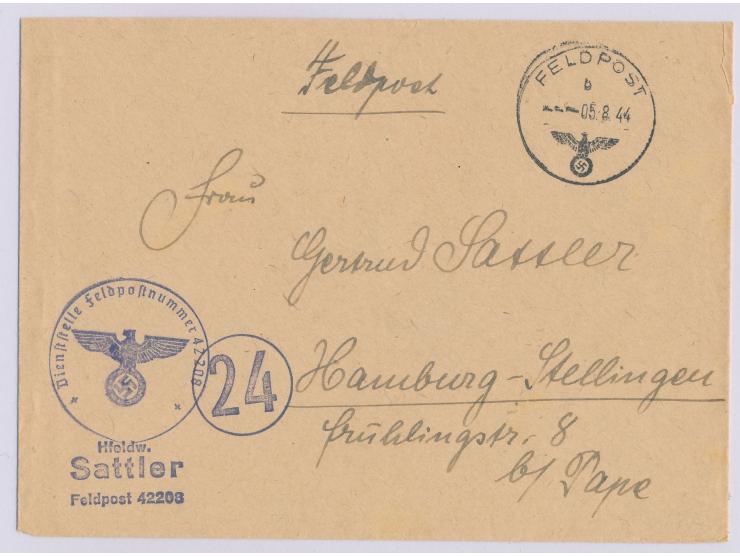 Feldpost
FELDPOST
b
---05.8.44
Frau
Gertrud Sattler
Dienststelle Feldpostnummer 42208
24
Hamburg-Stellingen
Frühlingstr. 8
b/ Pape
Hfeldw.
Sattler
Feldpost 42208